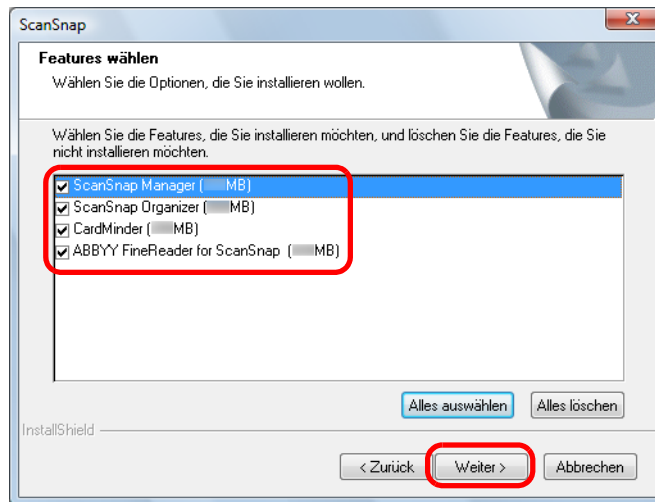 ScanSnap
Features wählen
Wählen Sie die Optionen, die Sie installieren wollen.
Wählen Sie die Features, die Sie installieren möchten, und löschen Sie die Features, die Sie
nicht installieren möchten.
ScanSnap Manager ( MB)
ScanSnap Organizer ( MB)
CardMinder ( MB)
ABBYY FineReader for ScanSnap ( MB)
Alles auswählen Alles löschen
InstallShield
< Zurück Weiter > Abbrechen